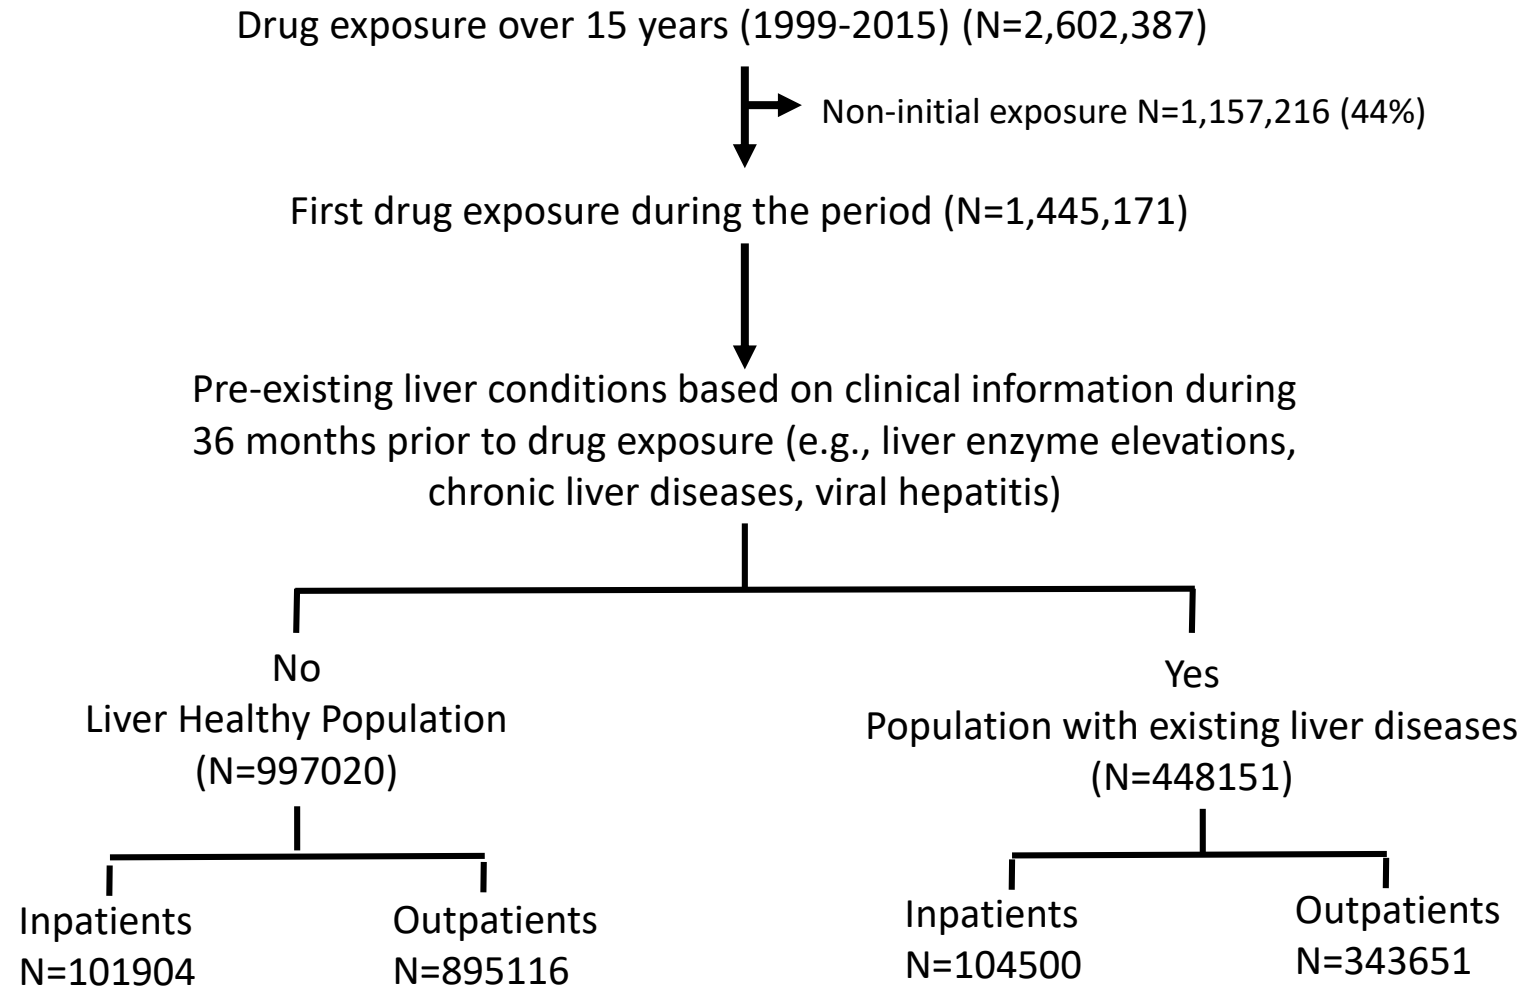 Drug exposure over 15 years (1999-2015) (N=2,602,387)
Non-initial exposure N=1,157,216 (44%)
First drug exposure during the period (N=1,445,171)
Pre-existing liver conditions based on clinical information during
36 months prior to drug exposure (e.g., liver enzyme elevations,
chronic liver diseases, viral hepatitis)
No
Liver Healthy Population
(N=997020)
Yes
Population with existing liver diseases
(N=448151)
Inpatients
N=101904
Outpatients
N=895116
Inpatients
N=104500
Outpatients
N=343651